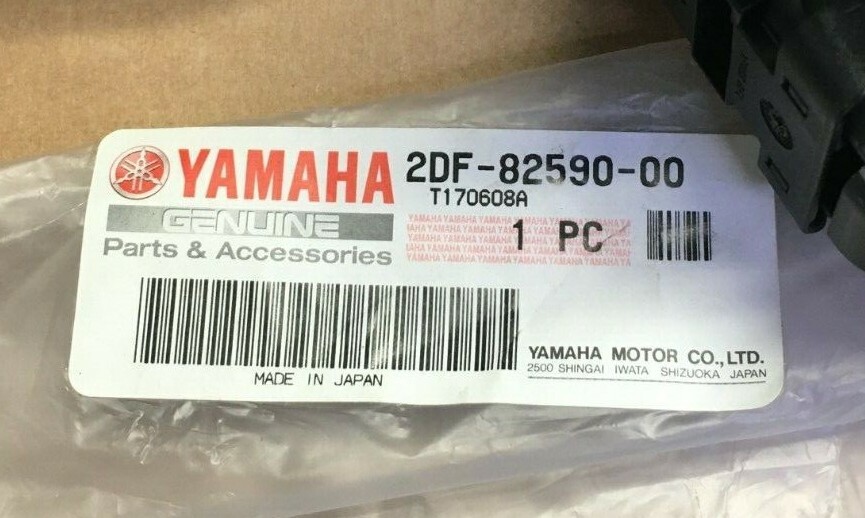 YAMAHA 2DF-82590-00
T170608A
GENUINE
Parts & Accessories
1 PC
YAMAHA MOTOR CO., LTD.
2500 SHINGAI IWATA SHIZUOKA JAPAN
MADE IN JAPAN